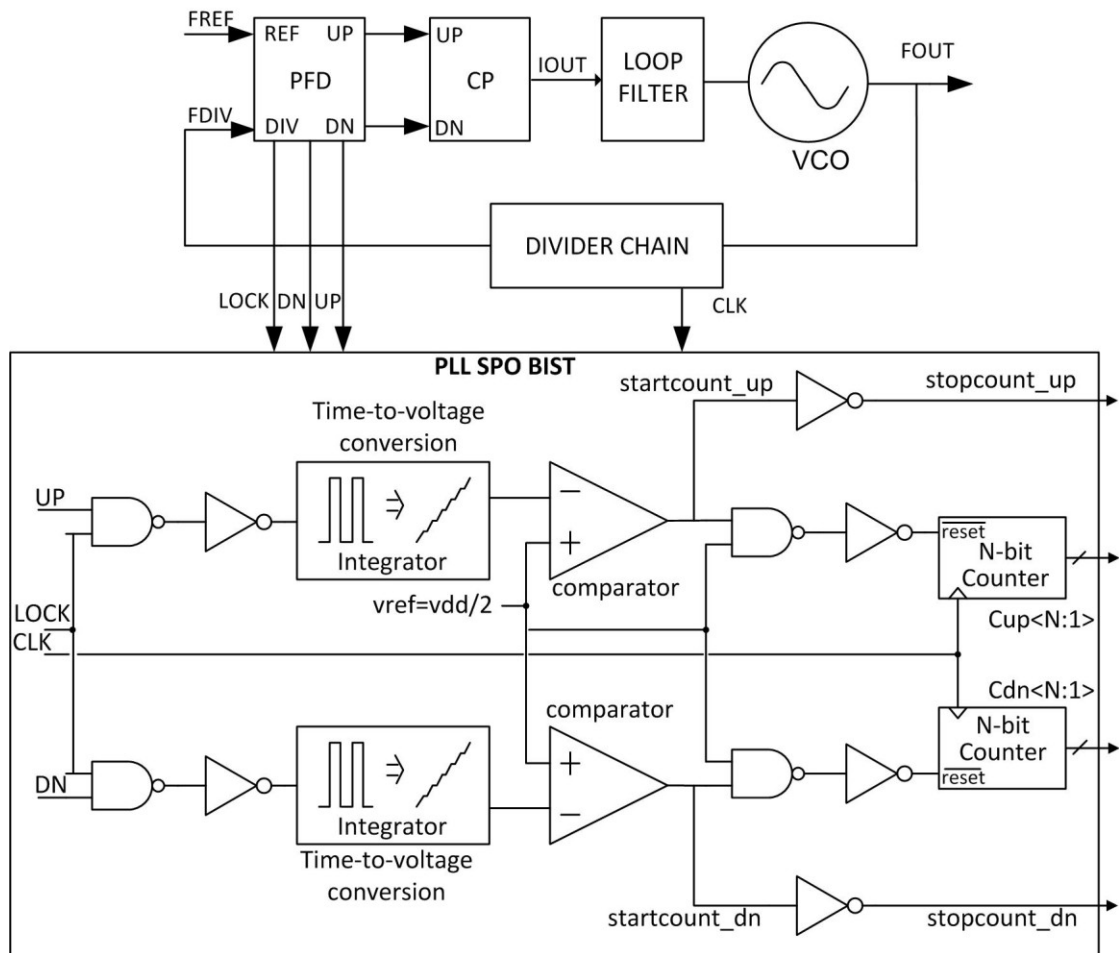 FREF
REF UP
UP
PFD
CP
IOUT
LOOP
FILTER
FOUT
FDIV
DIV DN
DN
VCO
DIVIDER CHAIN
LOCK DN UP
CLK
PLL SPO BIST
startcount_up
stopcount_up
Time-to-voltage
conversion
UP
Integrator
−
+
comparator
reset
N-bit
Counter
vref=vdd/2
LOCK
CLK
Cup<N:1>
Cdn<N:1>
comparator
N-bit
Counter
reset
DN
+
−
Integrator
Time-to-voltage
conversion
startcount_dn
stopcount_dn